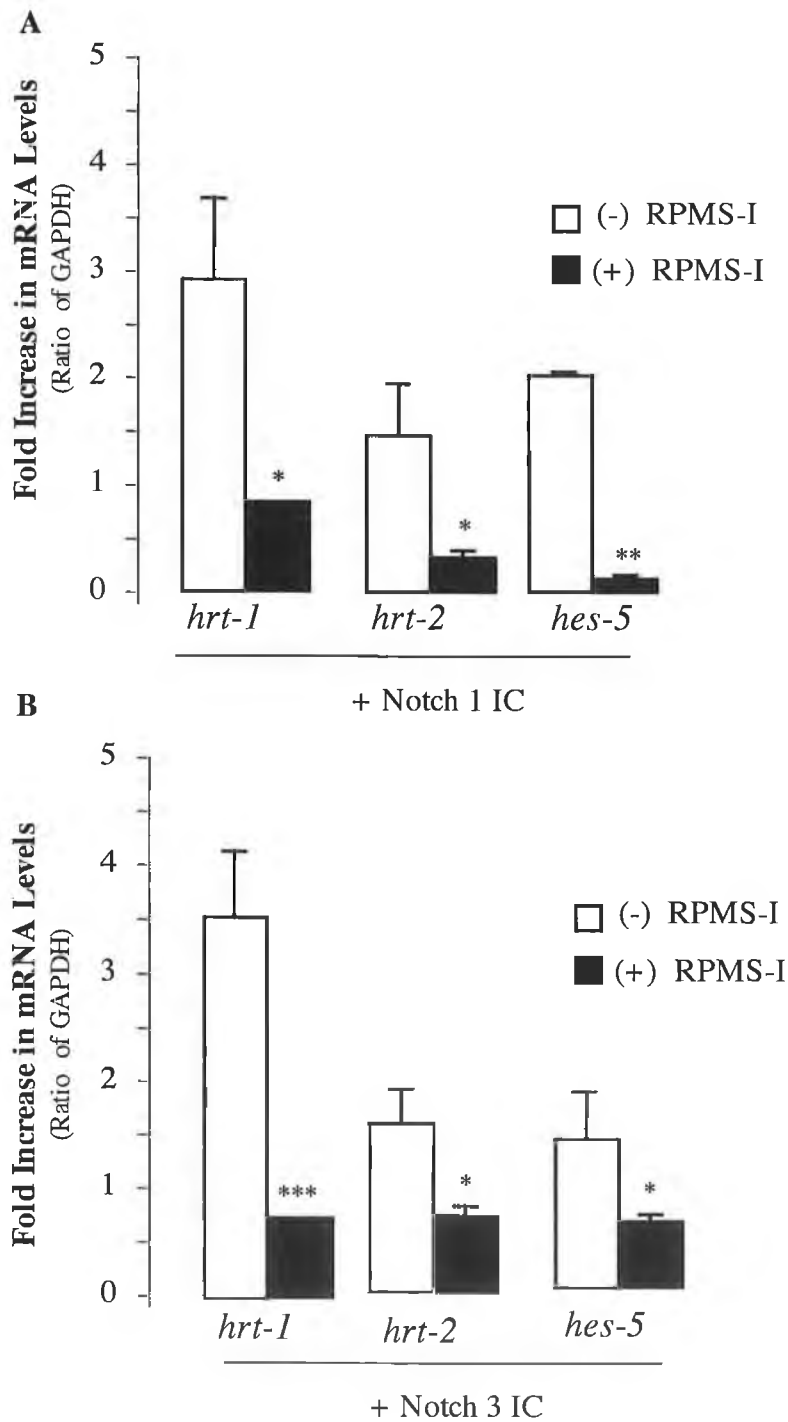 A
Fold Increase in mRNA Levels
(Ratio of GAPDH)
5
4
3
2
1
0
(-) RPMS-I
(+) RPMS-I
*
*
**
hrt-1 hrt-2 hes-5
+ Notch 1 IC
B
Fold Increase in mRNA Levels
(Ratio of GAPDH)
5
4
3
2
1
0
(-) RPMS-I
(+) RPMS-I
***
*
*
hrt-1 hrt-2 hes-5
+ Notch 3 IC